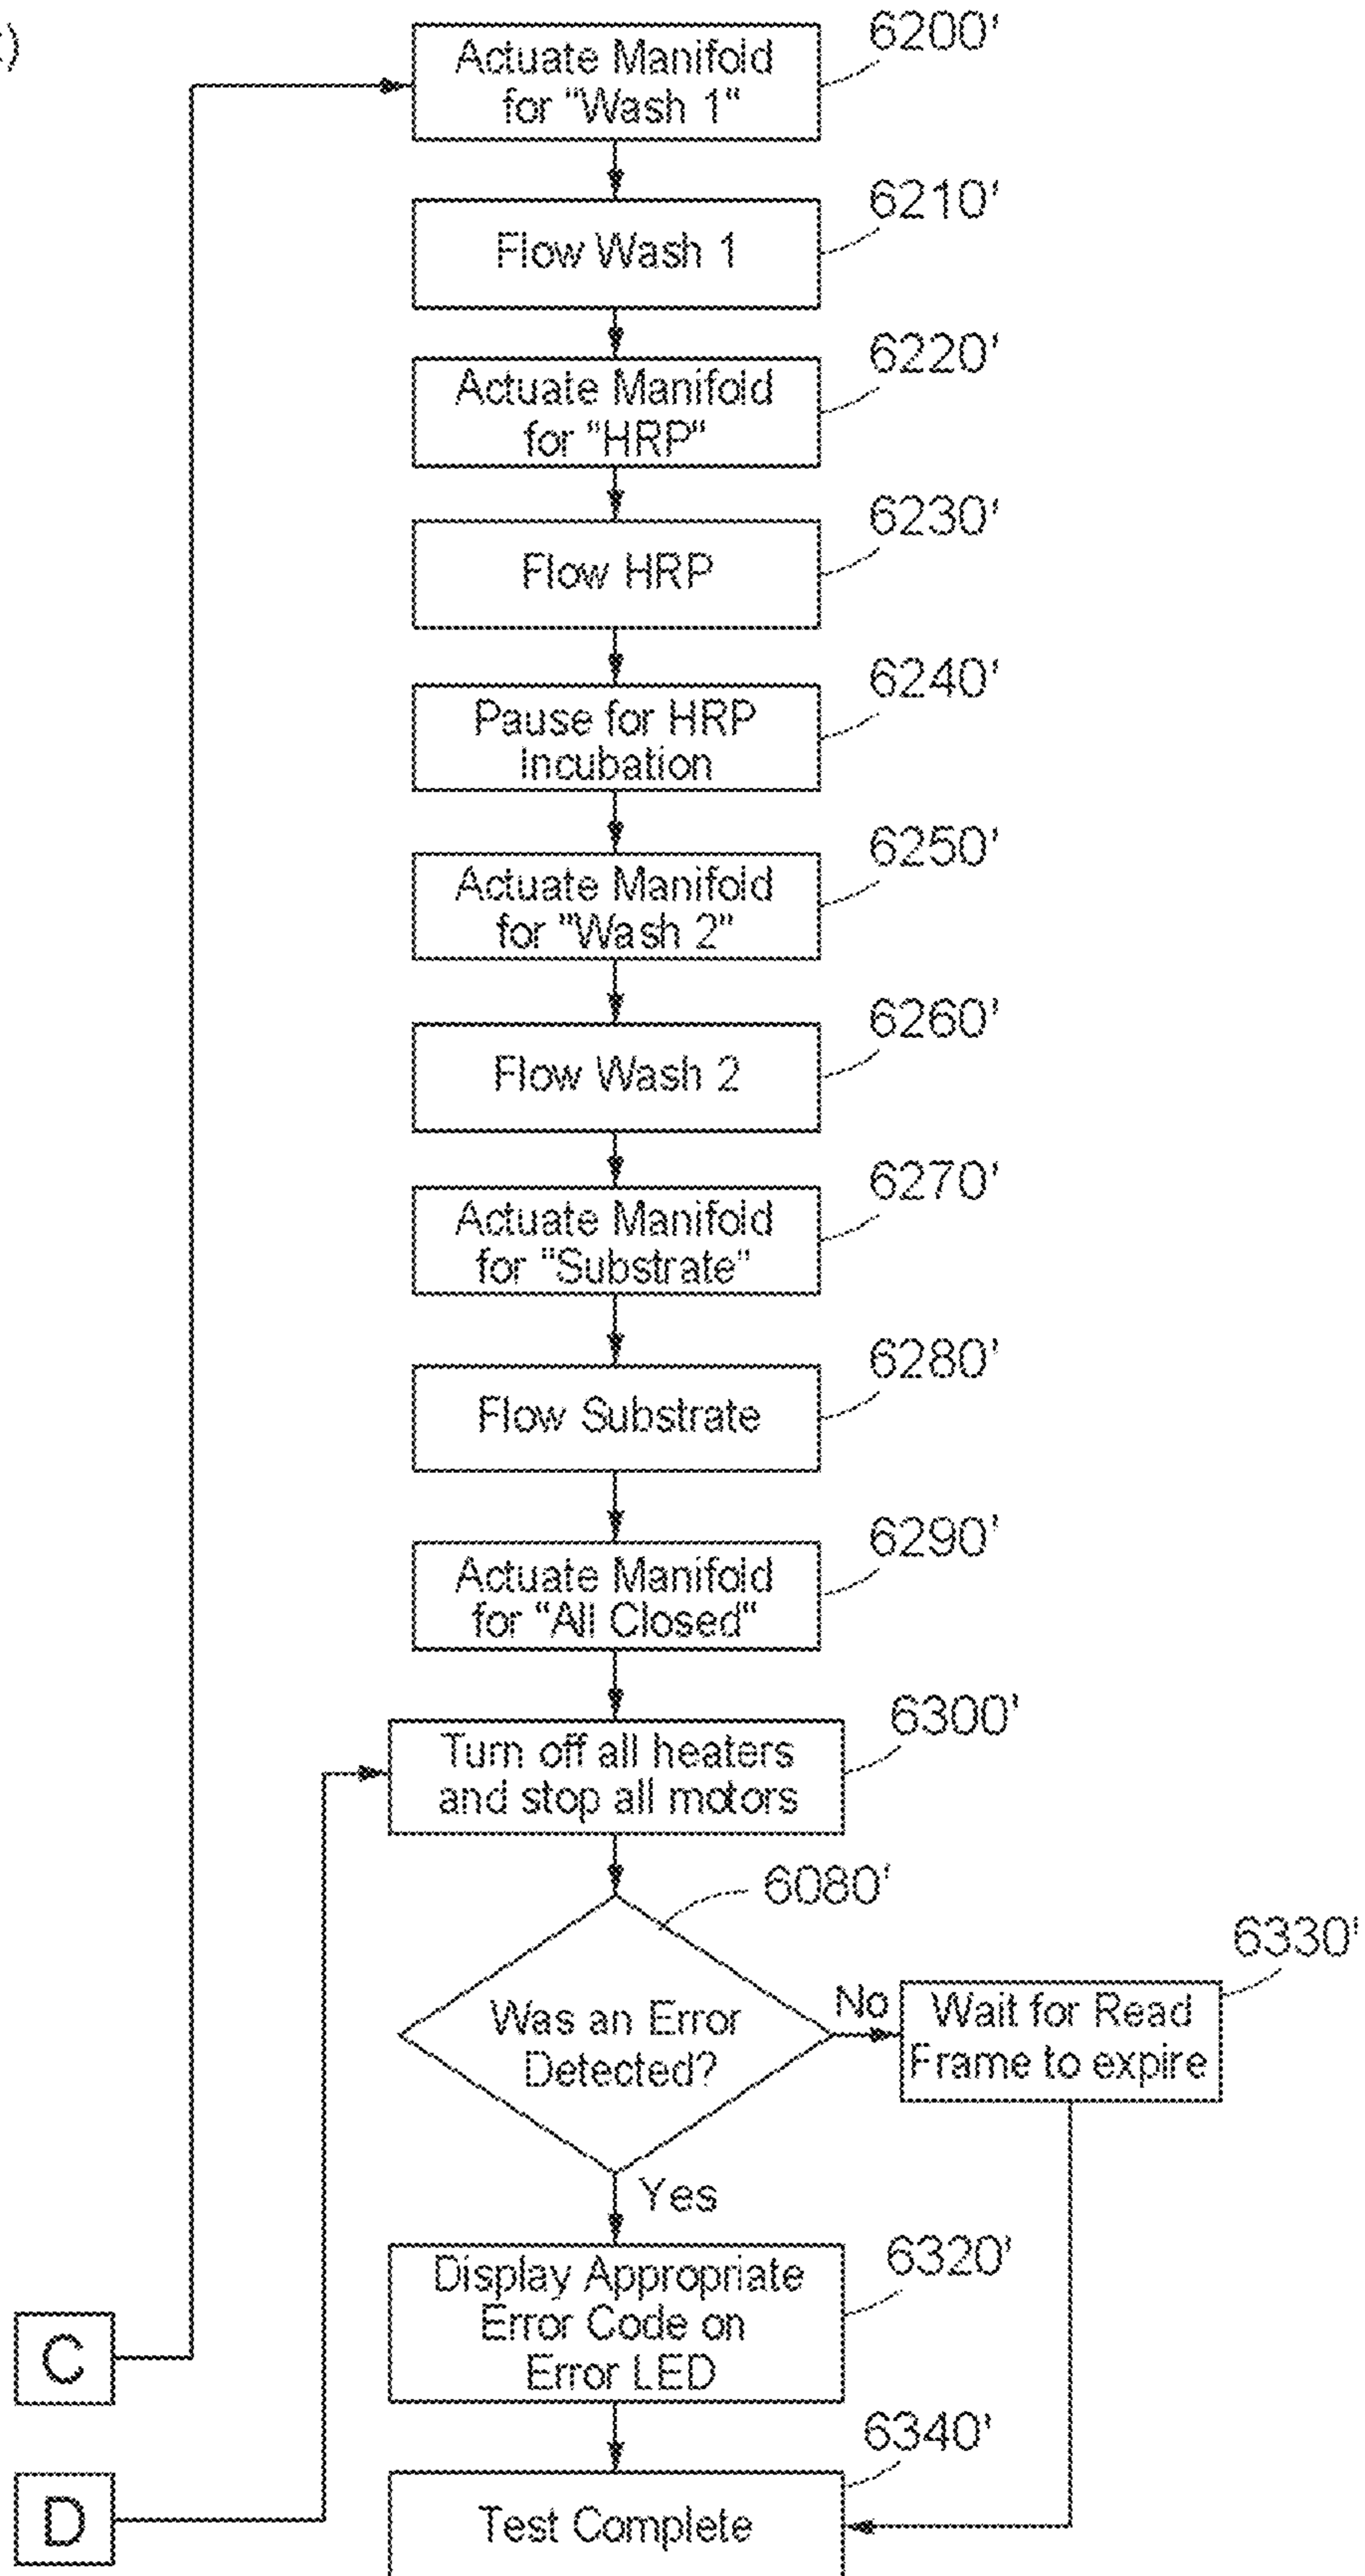 6200'
Actuate Manifold
for "Wash 1"
6210'
Flow Wash 1
6220'
Actuate Manifold
for "HRP"
6230'
Flow HRP
6240'
Pause for HRP
Incubation
6250'
Actuate Manifold
for "Wash 2"
6260'
Flow Wash 2
6270'
Actuate Manifold
for "Substrate"
6280'
Flow Substrate
6290'
Actuate Manifold
for "All Closed"
6300'
Turn off all heaters
and stop all motors
6080'
Was an Error
Detected?
No
6330'
Wait for Read
Frame to expire
Yes
6320'
Display Appropriate
Error Code on
Error LED
C
6340'
Test Complete
D